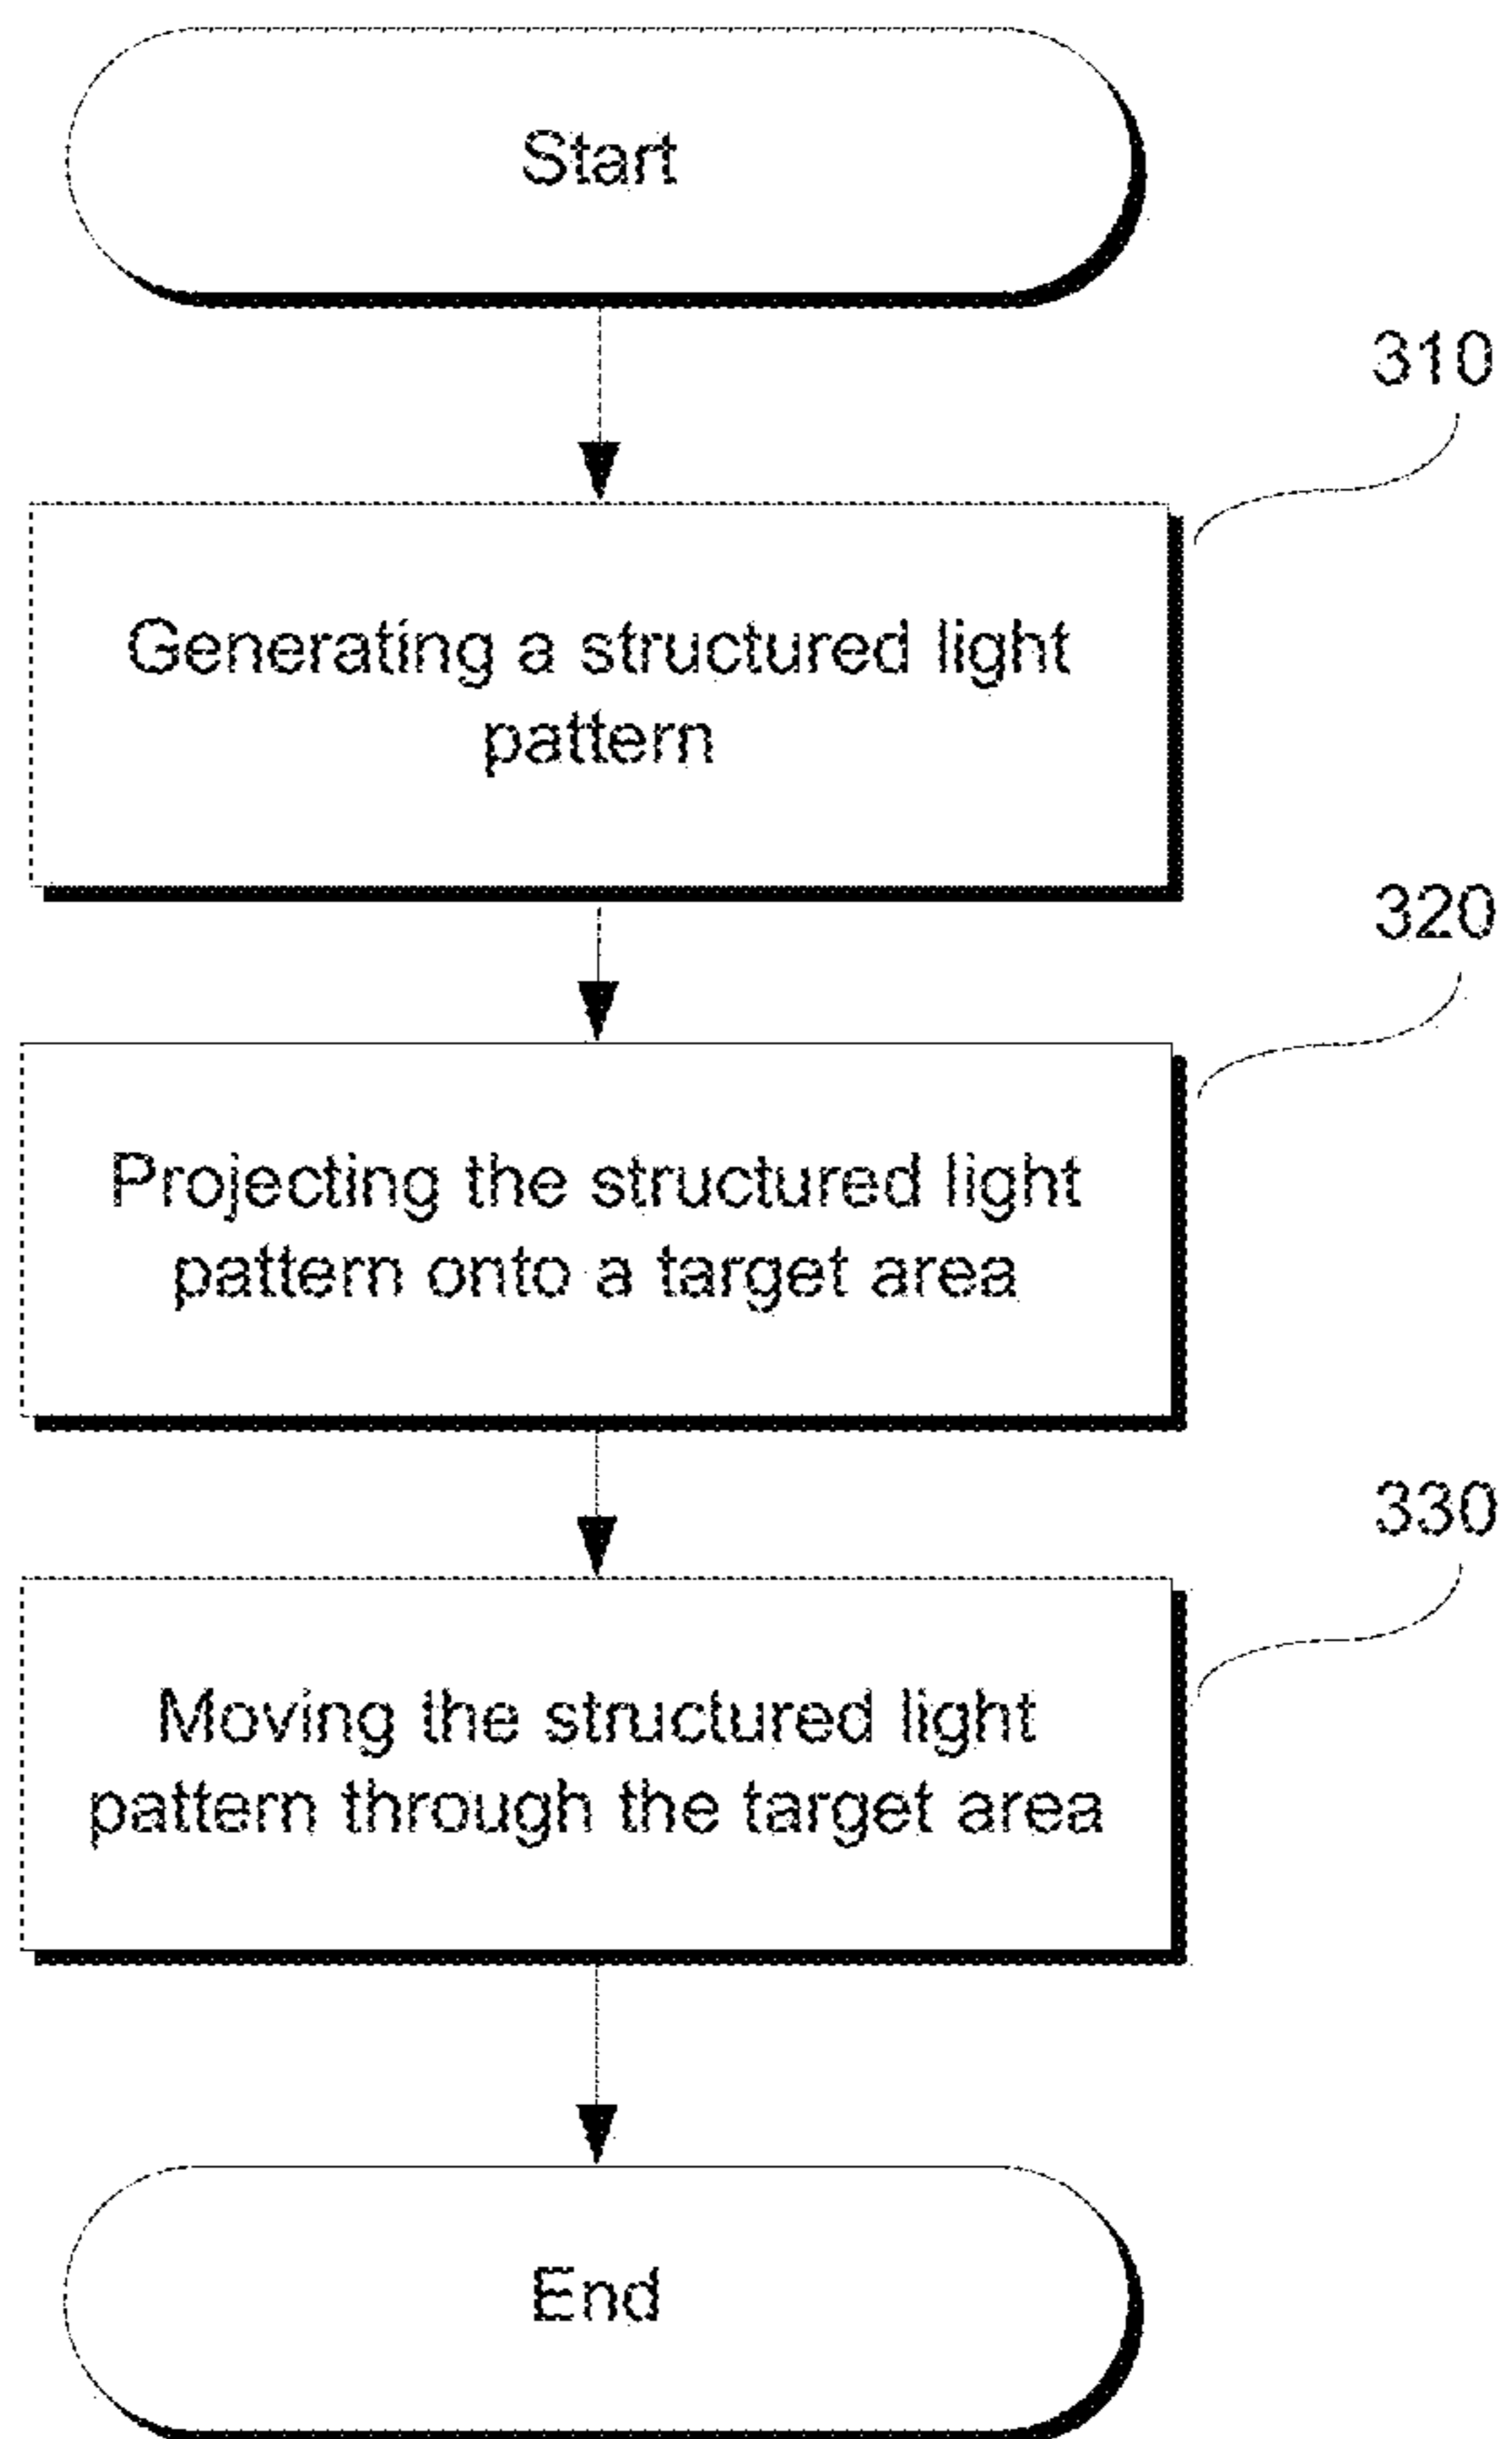 Start
310
Generating a structured light
pattern
320
Projecting the structured light
pattern onto a target area
330
Moving the structured light
pattern through the target area
End